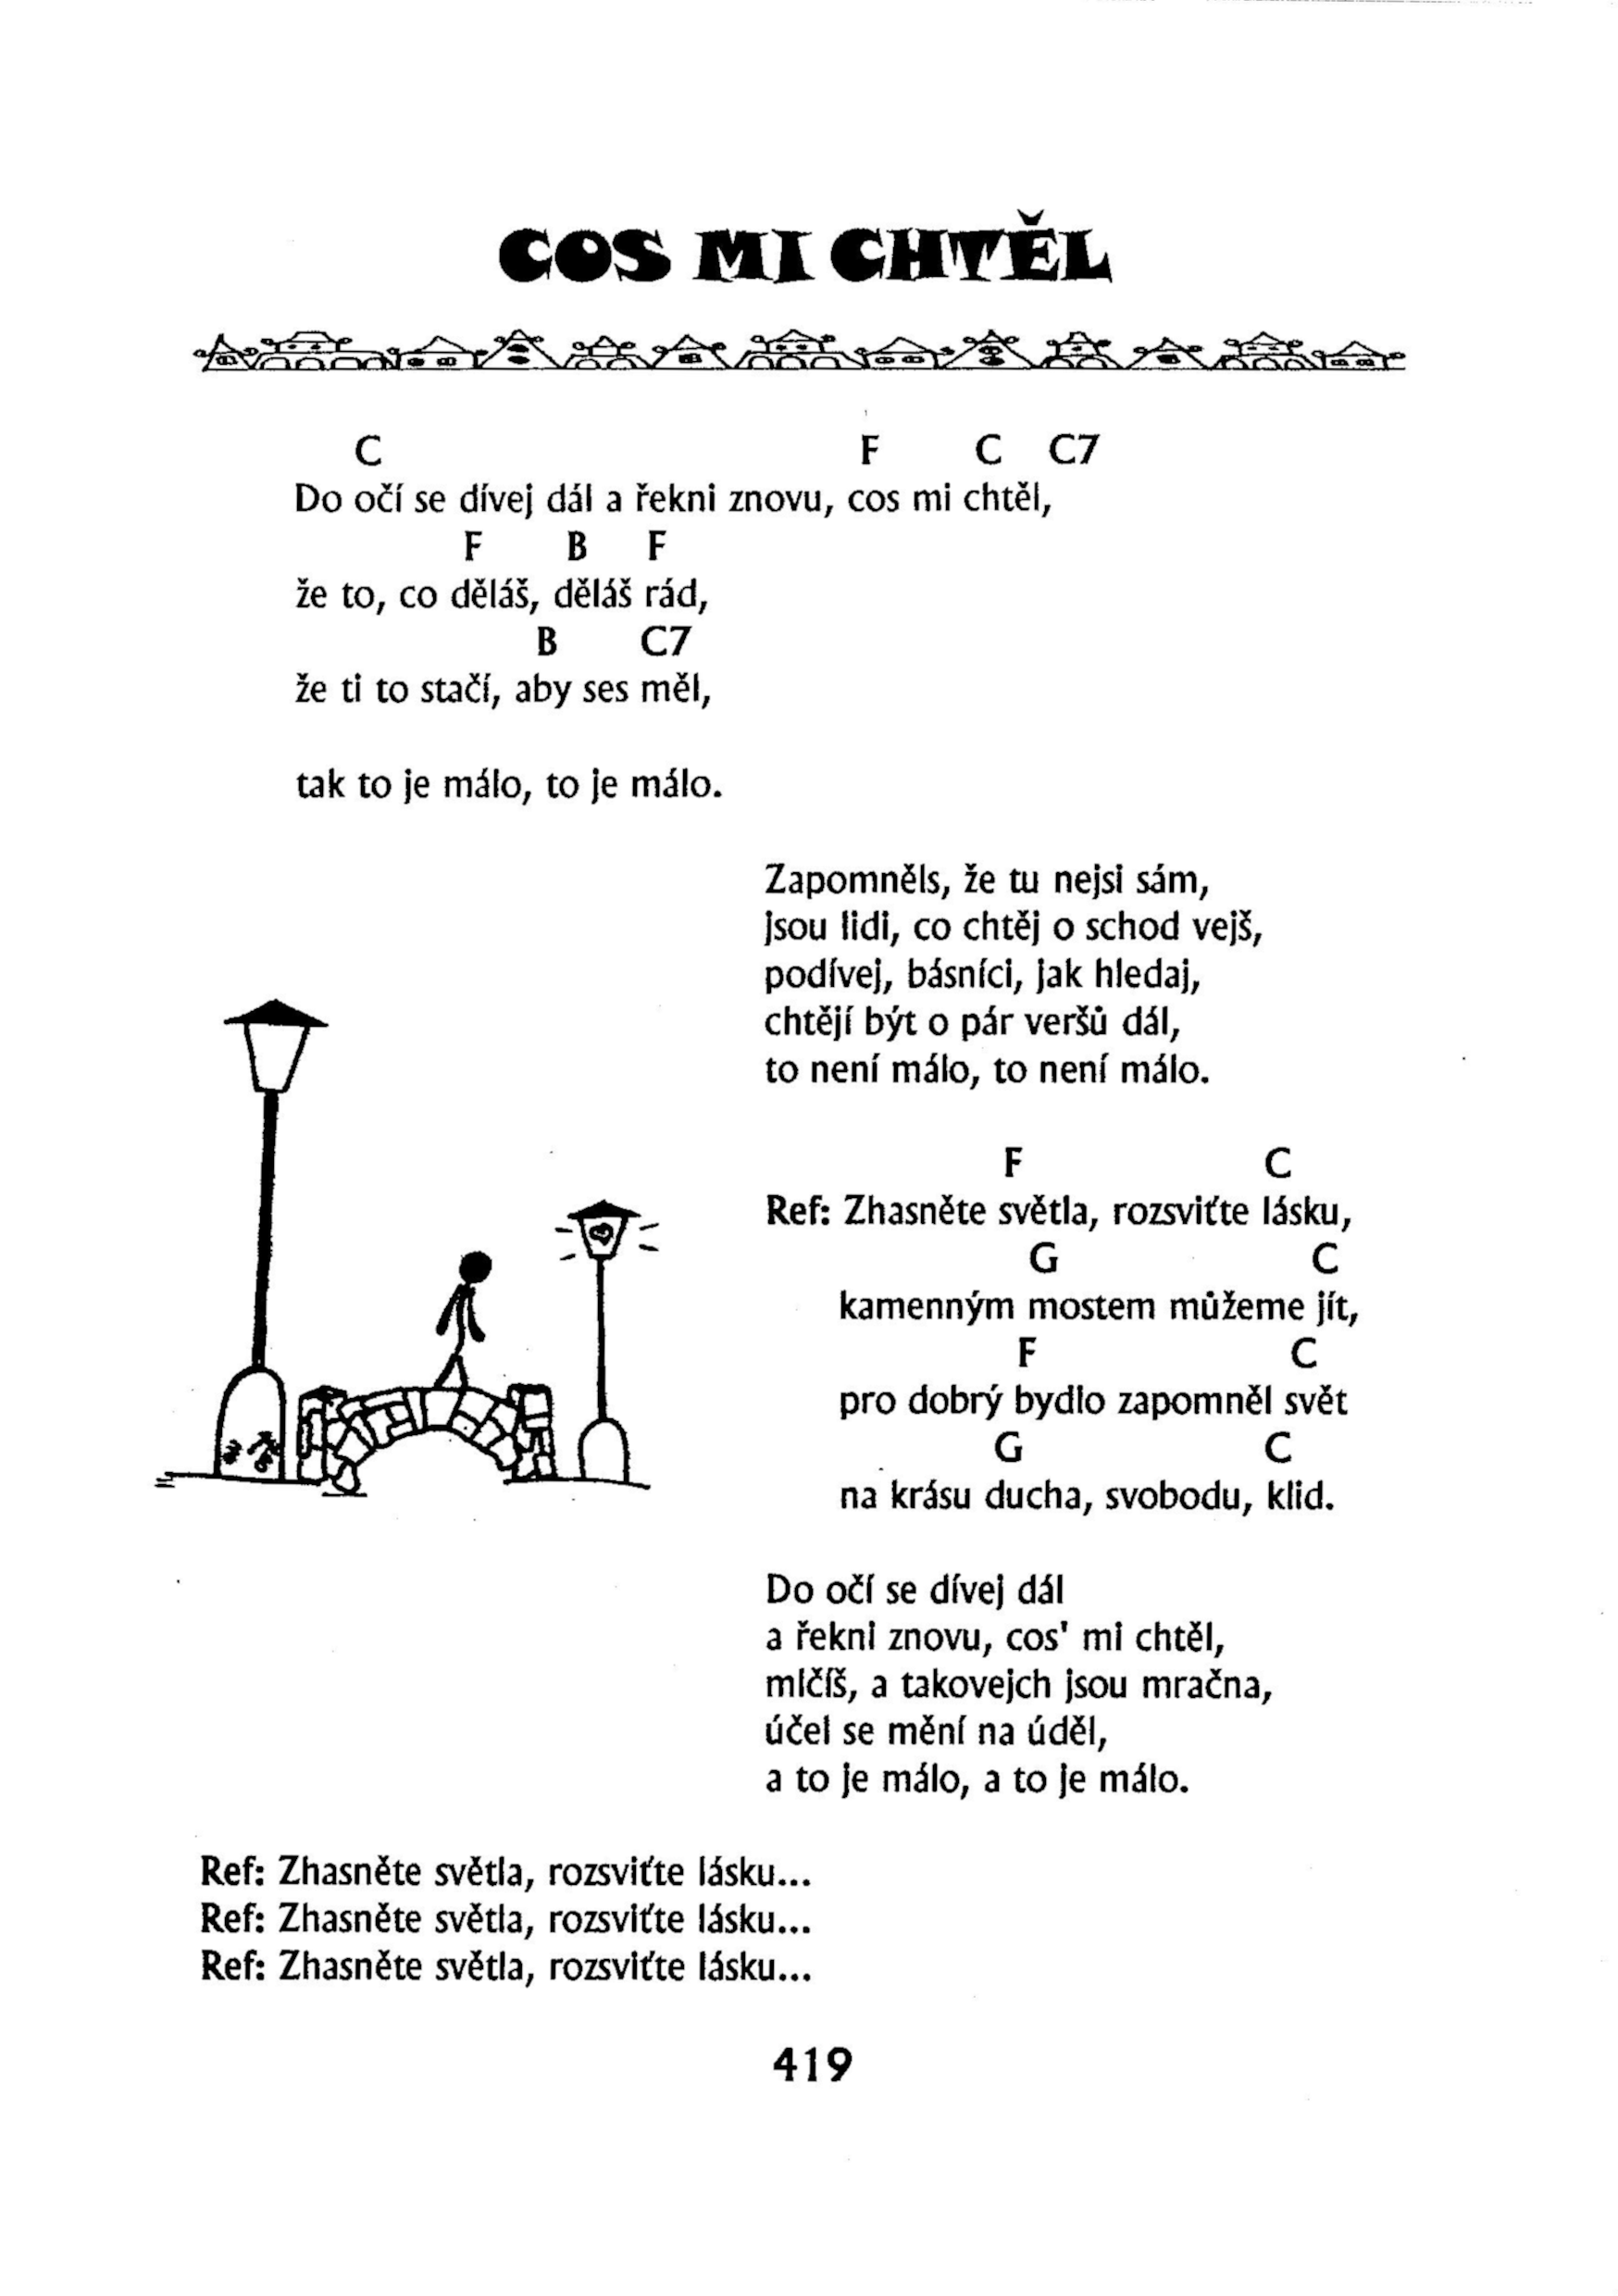 COS MI CHTĚL
C F C C7
Do očí se dívej dál a řekni znovu, cos mi chtěl,
F B F
že to, co děláš, děláš rád,
B C7
že ti to stačí, aby ses měl,
tak to je málo, to je málo.
Zapomněls, že tu nejsi sám,
jsou lidi, co chtěj o schod vejš,
podívej, básníci, jak hledaj,
chtějí být o pár veršů dál,
to není málo, to není málo.
F C
Ref: Zhasněte světla, rozsviťte lásku,
G C
kamenným mostem můžeme jít,
F C
pro dobrý bydlo zapomněl svět
G C
na krásu ducha, svobodu, klid.
Do očí se dívej dál
a řekni znovu, cos' mi chtěl,
mlčíš, a takovejch jsou mračna,
účel se mění na úděl,
a to je málo, a to je málo.
Ref: Zhasněte světla, rozsviťte lásku...
Ref: Zhasněte světla, rozsviťte lásku...
Ref: Zhasněte světla, rozsviťte lásku...
419